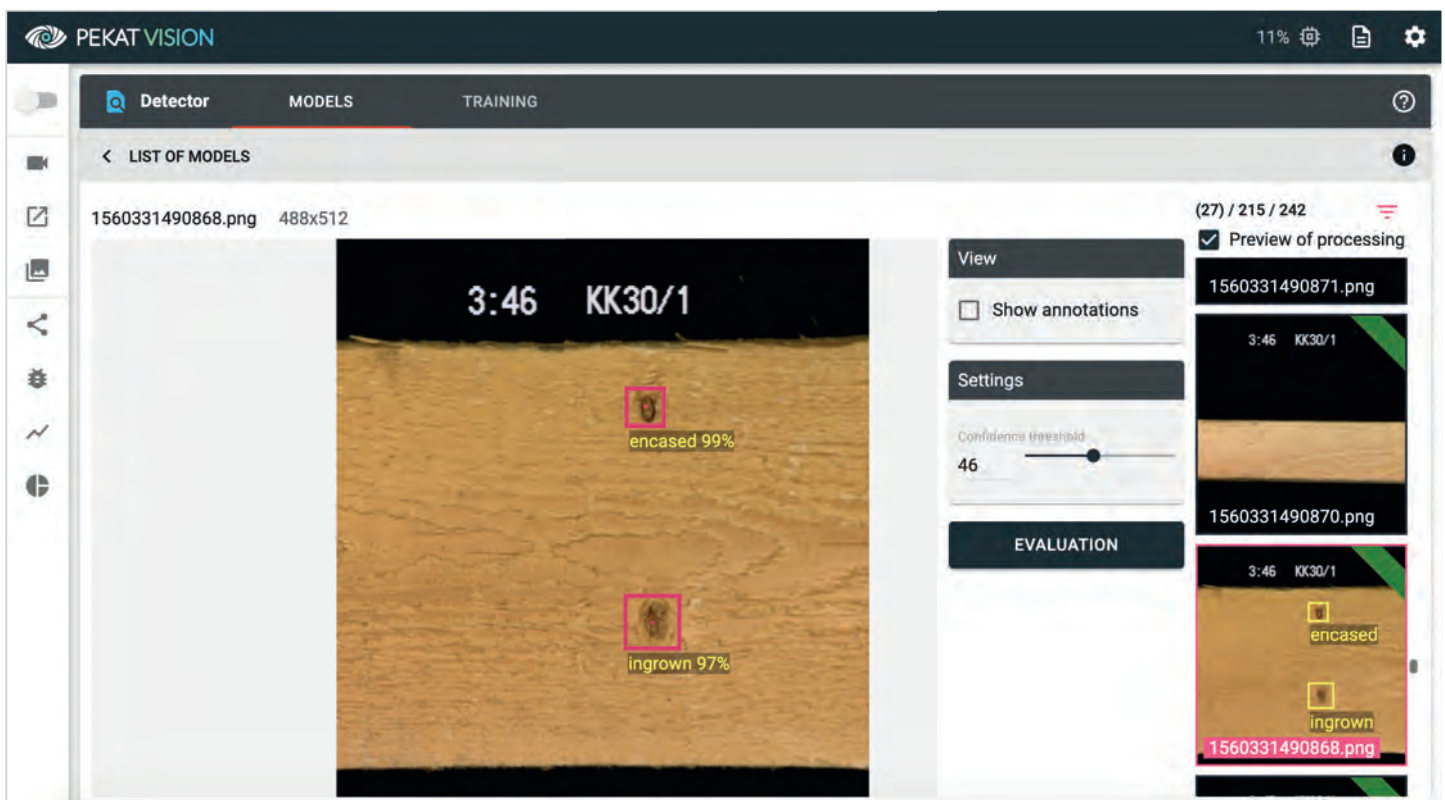 PEKAT VISION
11%
Detector MODELS TRAINING
LIST OF MODELS
1560331490868.png 488x512
(27) / 215 / 242
Preview of processing
3:46 KK30/1
encased 99%
ingrown 97%
View
Show annotations
Settings
Confidence threshold
46
EVALUATION
1560331490871.png
3:46 KK30/1
1560331490870.png
3:46 KK30/1
encased
ingrown
1560331490868.png